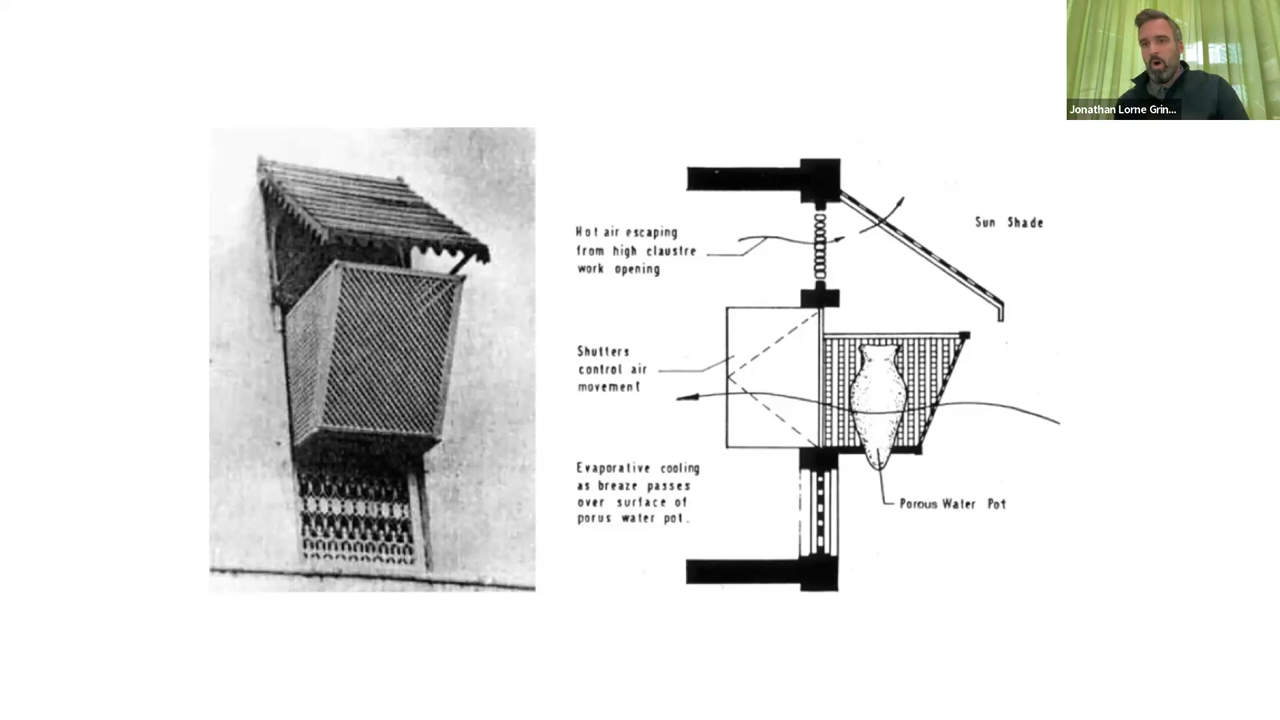 Jonathan Lorne Grin...
Hot air escaping
from high claustre
work opening
Sun Shade
Shutters
control air
movement
Evaporative cooling
as breaze passes
over surface of
porus water pot.
Porous Water Pot